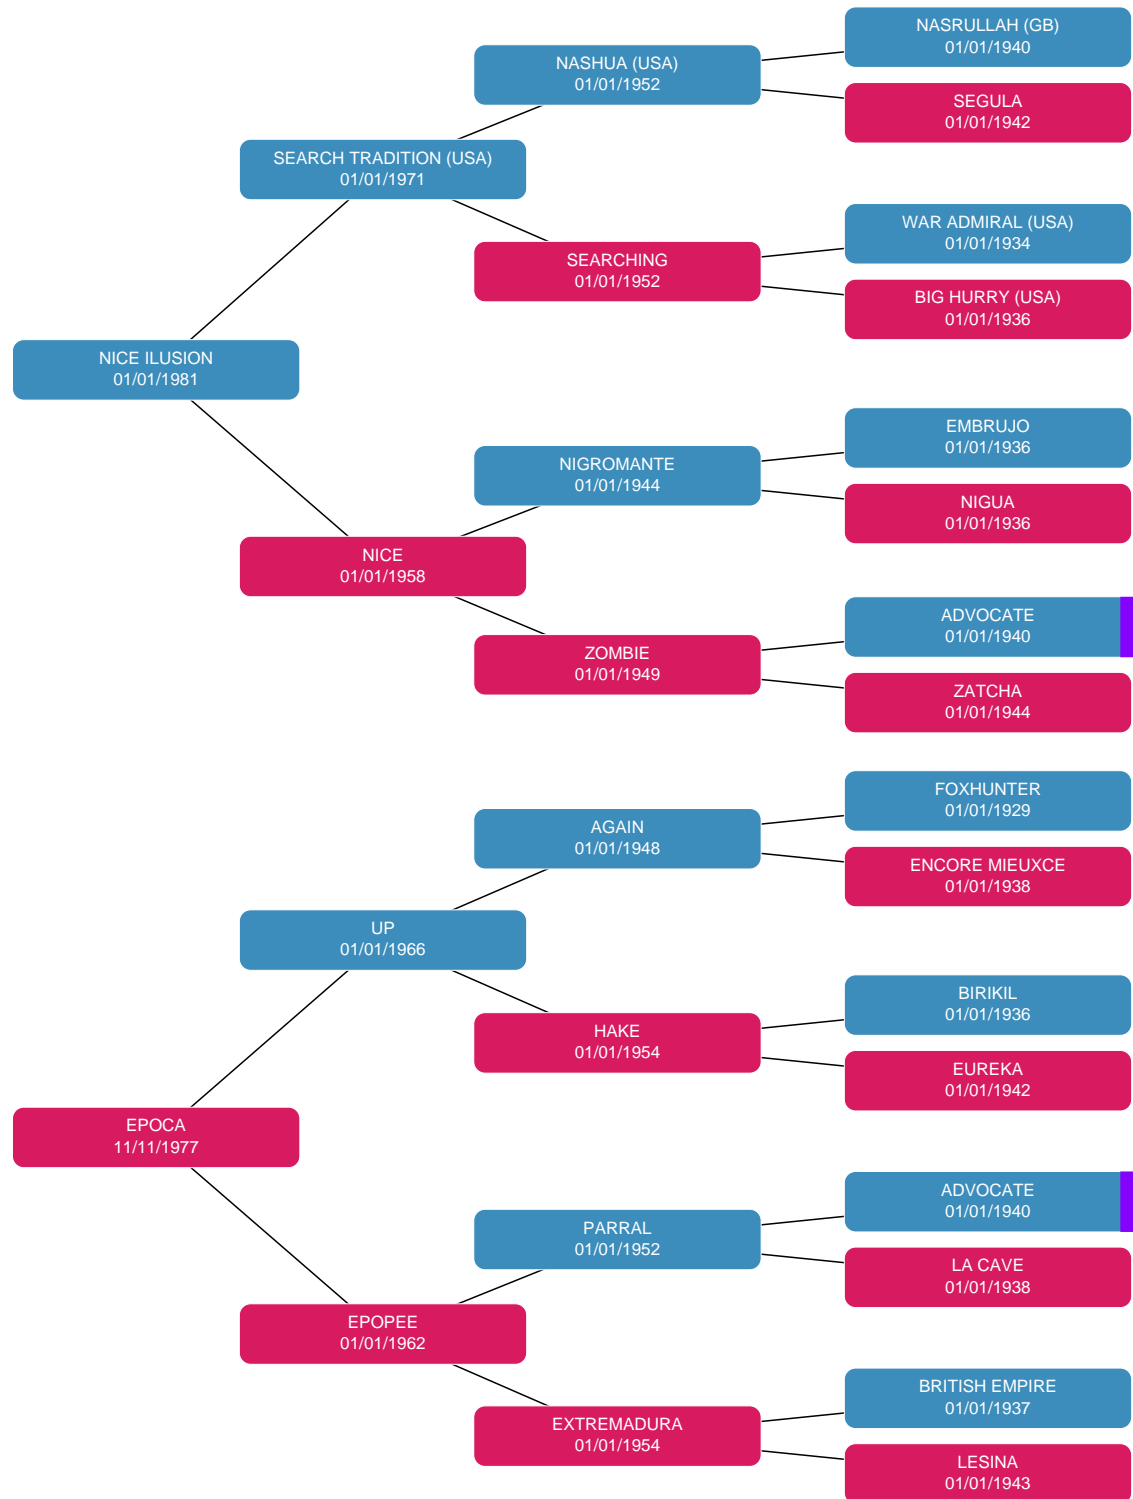 NASRULLAH (GB)
01/01/1940
NASHUA (USA)
01/01/1952
SEGULA
01/01/1942
SEARCH TRADITION (USA)
01/01/1971
WAR ADMIRAL (USA)
01/01/1934
SEARCHING
01/01/1952
BIG HURRY (USA)
01/01/1936
NICE ILUSION
01/01/1981
EMBRUJO
01/01/1936
NIGROMANTE
01/01/1944
NIGUA
01/01/1936
NICE
01/01/1958
ADVOCATE
01/01/1940
ZOMBIE
01/01/1949
ZATCHA
01/01/1944
FOXHUNTER
01/01/1929
AGAIN
01/01/1948
ENCORE MIEUXCE
01/01/1938
UP
01/01/1966
BIRIKIL
01/01/1936
HAKE
01/01/1954
EUREKA
01/01/1942
EPOCA
11/11/1977
ADVOCATE
01/01/1940
PARRAL
01/01/1952
LA CAVE
01/01/1938
EPOPEE
01/01/1962
BRITISH EMPIRE
01/01/1937
EXTREMADURA
01/01/1954
LESINA
01/01/1943